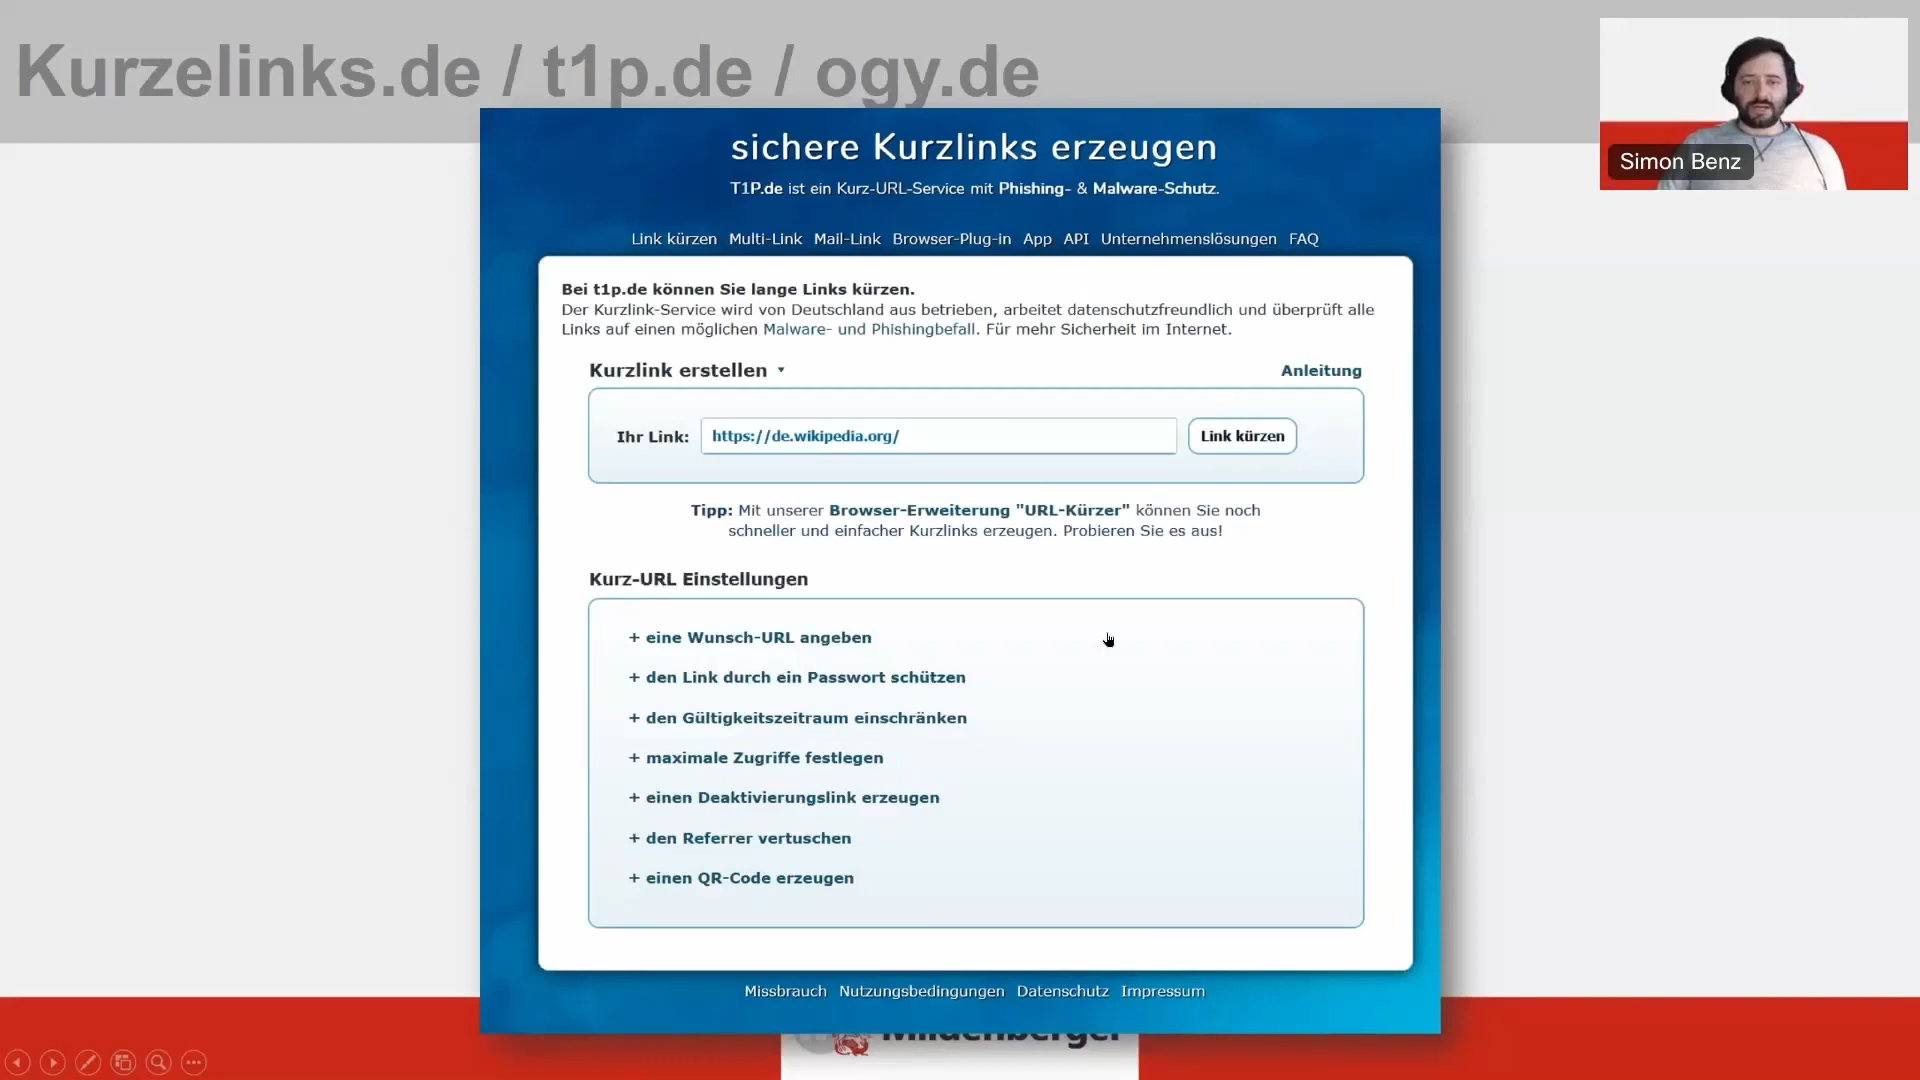 Kurzelinks.de / t1p.de / ogy.de
Simon Benz
sichere Kurzlinks erzeugen
T1P.de ist ein Kurz-URL-Service mit Phishing- & Malware-Schutz.
Link kürzen Multi-Link Mail-Link Browser-Plug-in App API Unternehmenslösungen FAQ
Bei t1p.de können Sie lange Links kürzen.
Der Kurzlink-Service wird von Deutschland aus betrieben, arbeitet datenschutzfreundlich und überprüft alle
Links auf einen möglichen Malware- und Phishingbefall. Für mehr Sicherheit im Internet.
Kurzlink erstellen
Anleitung
Ihr Link: https://de.wikipedia.org/ Link kürzen
Tipp: Mit unserer Browser-Erweiterung "URL-Kürzer" können Sie noch
schneller und einfacher Kurzlinks erzeugen. Probieren Sie es aus!
Kurz-URL Einstellungen
+ eine Wunsch-URL angeben
+ den Link durch ein Passwort schützen
+ den Gültigkeitszeitraum einschränken
+ maximale Zugriffe festlegen
+ einen Deaktivierungslink erzeugen
+ den Referrer vertuschen
+ einen QR-Code erzeugen
Missbrauch Nutzungsbedingungen Datenschutz Impressum
Mildenberger